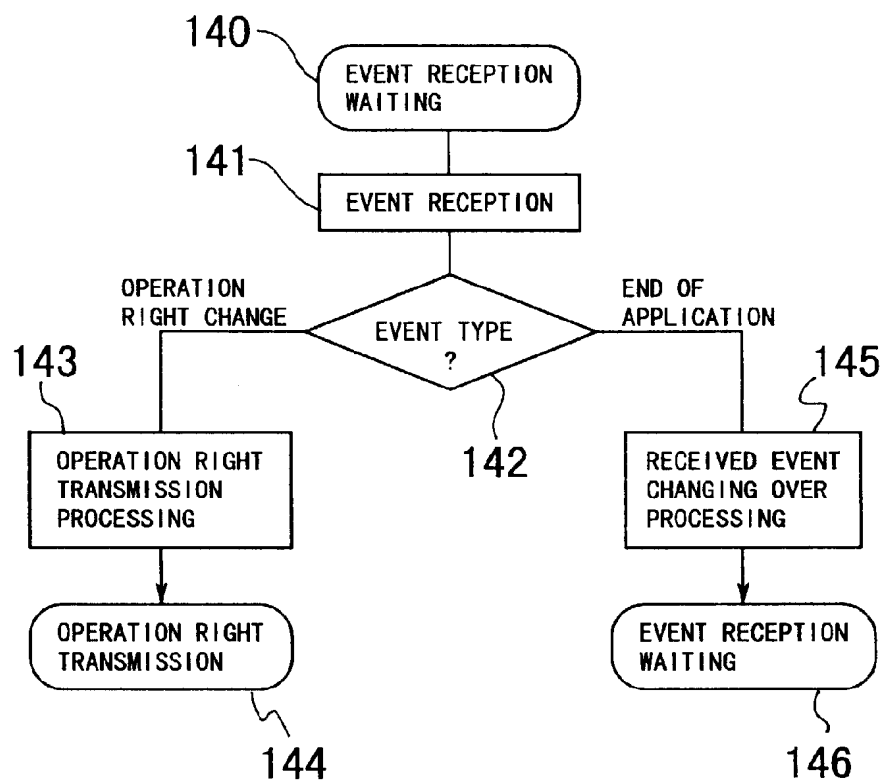 140
EVENT RECEPTION
WAITING
141
EVENT RECEPTION
OPERATION
RIGHT CHANGE
END OF
APPLICATION
EVENT TYPE
?
143
145
142
OPERATION RIGHT
TRANSMISSION
PROCESSING
RECEIVED EVENT
CHANGING OVER
PROCESSING
OPERATION RIGHT
TRANSMISSION
EVENT RECEPTION
WAITING
144
146